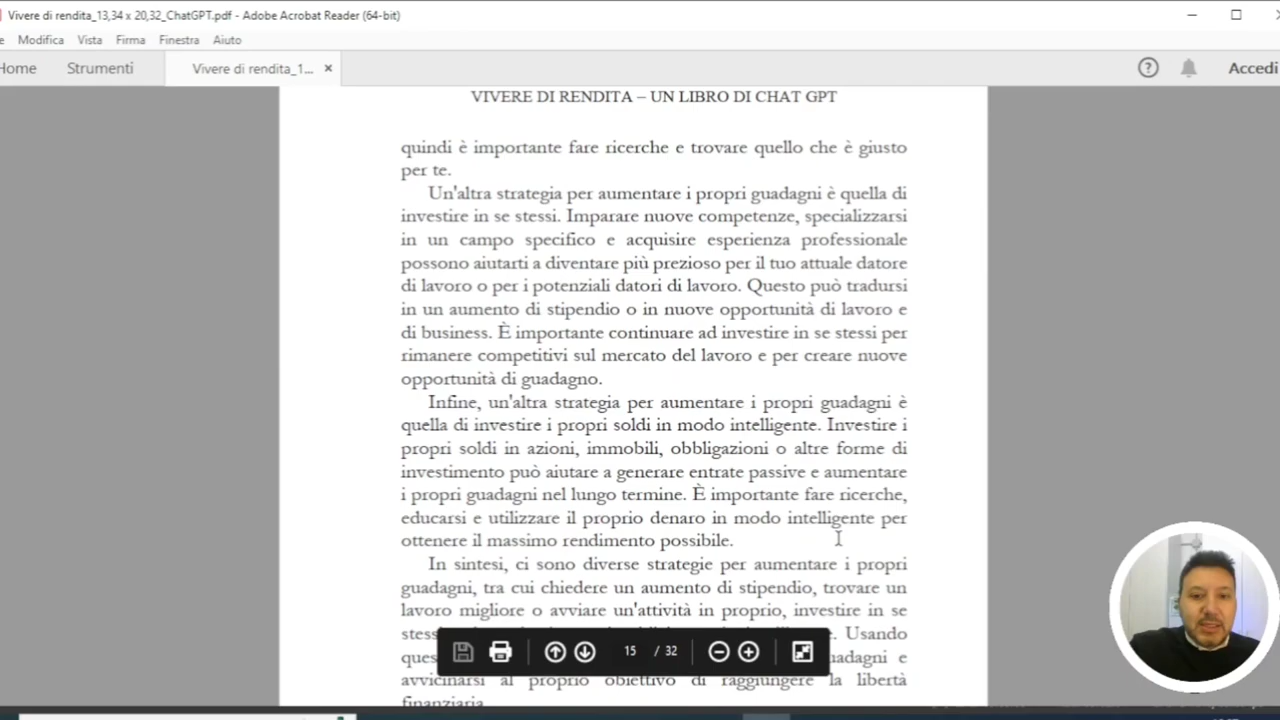 Vivere di rendita_13,34 x 20,32_ChatGPT.pdf - Adobe Acrobat Reader (64-bit)
Modifica Vista Firma Finestra Aiuto
Home Strumenti Vivere di rendita_1... × ? Accedi
VIVERE DI RENDITA – UN LIBRO DI CHAT GPT
quindi è importante fare ricerche e trovare quello che è giusto
per te.
Un'altra strategia per aumentare i propri guadagni è quella di
investire in se stessi. Imparare nuove competenze, specializzarsi
in un campo specifico e acquisire esperienza professionale
possono aiutarti a diventare più prezioso per il tuo attuale datore
di lavoro o per i potenziali datori di lavoro. Questo può tradursi
in un aumento di stipendio o in nuove opportunità di lavoro e
di business. È importante continuare ad investire in se stessi per
rimanere competitivi sul mercato del lavoro e per creare nuove
opportunità di guadagno.
Infine, un'altra strategia per aumentare i propri guadagni è
quella di investire i propri soldi in modo intelligente. Investire i
propri soldi in azioni, immobili, obbligazioni o altre forme di
investimento può aiutare a generare entrate passive e aumentare
i propri guadagni nel lungo termine. È importante fare ricerche,
educarsi e utilizzare il proprio denaro in modo intelligente per
ottenere il massimo rendimento possibile.
In sintesi, ci sono diverse strategie per aumentare i propri
guadagni, tra cui chiedere un aumento di stipendio, trovare un
lavoro migliore o avviare un'attività in proprio, investire in se
Usando
15 / 32
e
avvicinarsi al proprio obiettivo di raggiungere la libertà
finanziaria